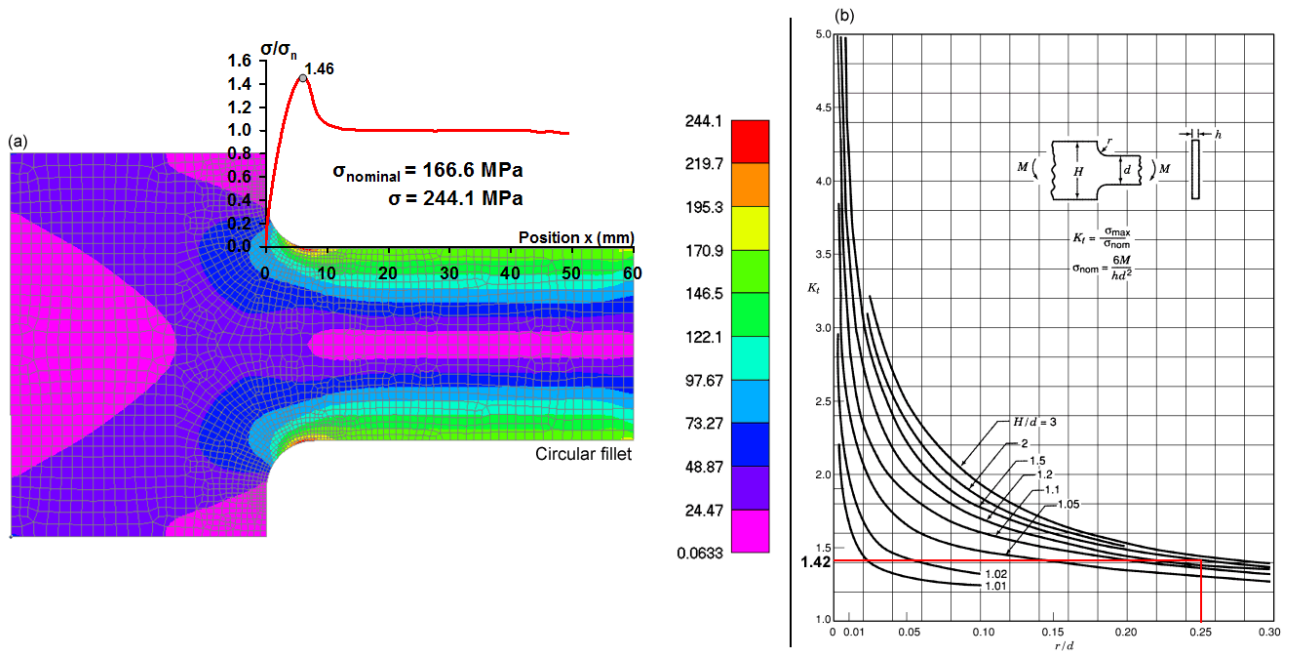 (a)
σ/σn
1.6
1.4
1.2
1.0
0.8
0.6
0.4
0.2
0.0
1.46
σnominal = 166.6 MPa
σ = 244.1 MPa
Position x (mm)
0 10 20 30 40 50 60
Circular fillet
244.1
219.7
195.3
170.9
146.5
122.1
97.67
73.27
48.87
24.47
0.0633
(b)
5.0
4.5
4.0
3.5
Kt
3.0
2.5
2.0
1.5
1.42
1.0
r
h
M H d M
Kt = σmax/σnom
σnom = 6M/hd²
H/d = 3
2
1.5
1.2
1.1
1.05
1.02
1.01
0 0.01 0.05 0.10 0.15 0.20 0.25 0.30
r/d